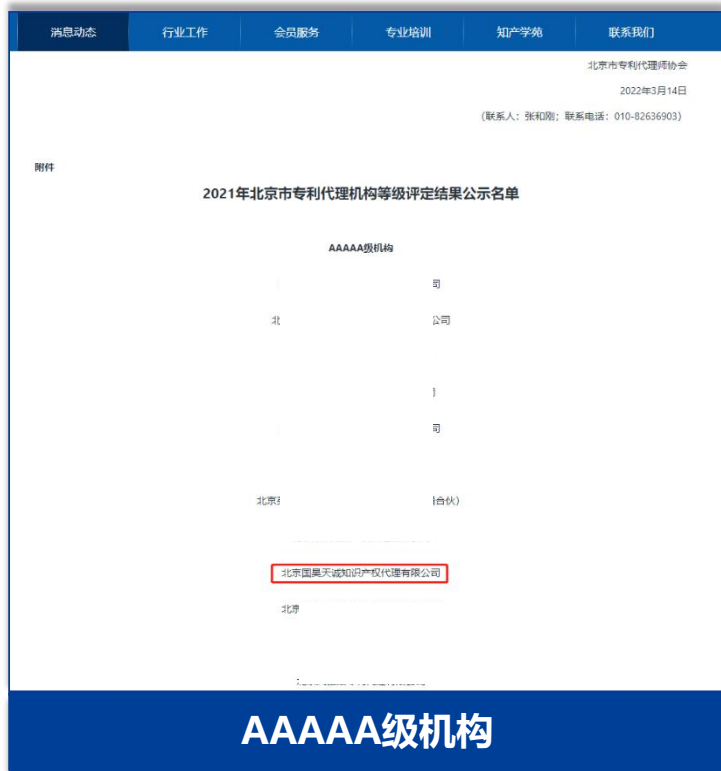 消息动态 行业工作 会员服务 专业培训 知产学苑 联系我们
北京市专利代理师协会
2022年3月14日
(联系人：张和刚；联系电话：010-82636903)
附件
2021年北京市专利代理机构等级评定结果公示名单
AAAAA级机构
司
北
公司
司
北京
合伙)
北京国昊天诚知识产权代理有限公司
北京
AAAAA级机构